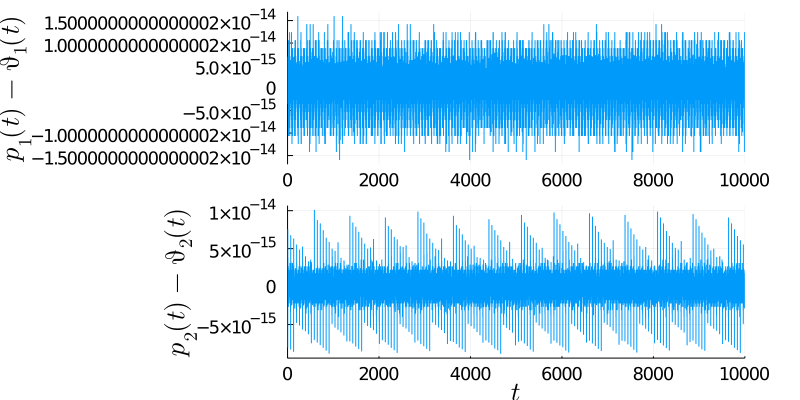 p₁(t) − ϑ₁(t)
1.5000000000000002×10⁻¹⁴
1.0000000000000002×10⁻¹⁴
5.0×10⁻¹⁵
0
−5.0×10⁻¹⁵
−1.0000000000000002×10⁻¹⁴
−1.5000000000000002×10⁻¹⁴
0 2000 4000 6000 8000 10000
p₂(t) − ϑ₂(t)
1×10⁻¹⁴
5×10⁻¹⁵
0
−5×10⁻¹⁵
0 2000 4000 6000 8000 10000
t